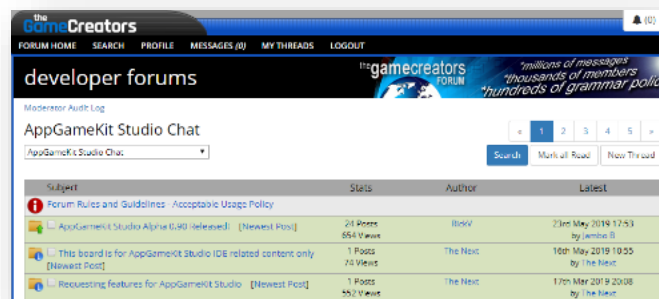 the
GameCreators
(0)
FORUM HOME SEARCH PROFILE MESSAGES (0) MY THREADS LOGOUT
developer forums
the gamecreators
FORUM
"millions of messages
"thousands of members
"hundreds of grammar polic
Moderator Audit Log
AppGameKit Studio Chat
« 1 2 3 4 5 »
AppGameKit Studio Chat
Search Mark all Read New Thread
Subject Stats Author Latest
Forum Rules and Guidelines - Acceptable Usage Policy
AppGameKit Studio Alpha 0.90 Released! [Newest Post] 24 Posts RickV 23rd May 2019 17:53
654 Views by Jambo B
This board is for AppGameKit Studio IDE related content only 1 Posts The Next 16th May 2019 10:55
[Newest Post] 74 Views by The Next
Requesting features for AppGameKit Studio [Newest Post] 1 Posts The Next 17th Mar 2019 20:08
552 Views by The Next